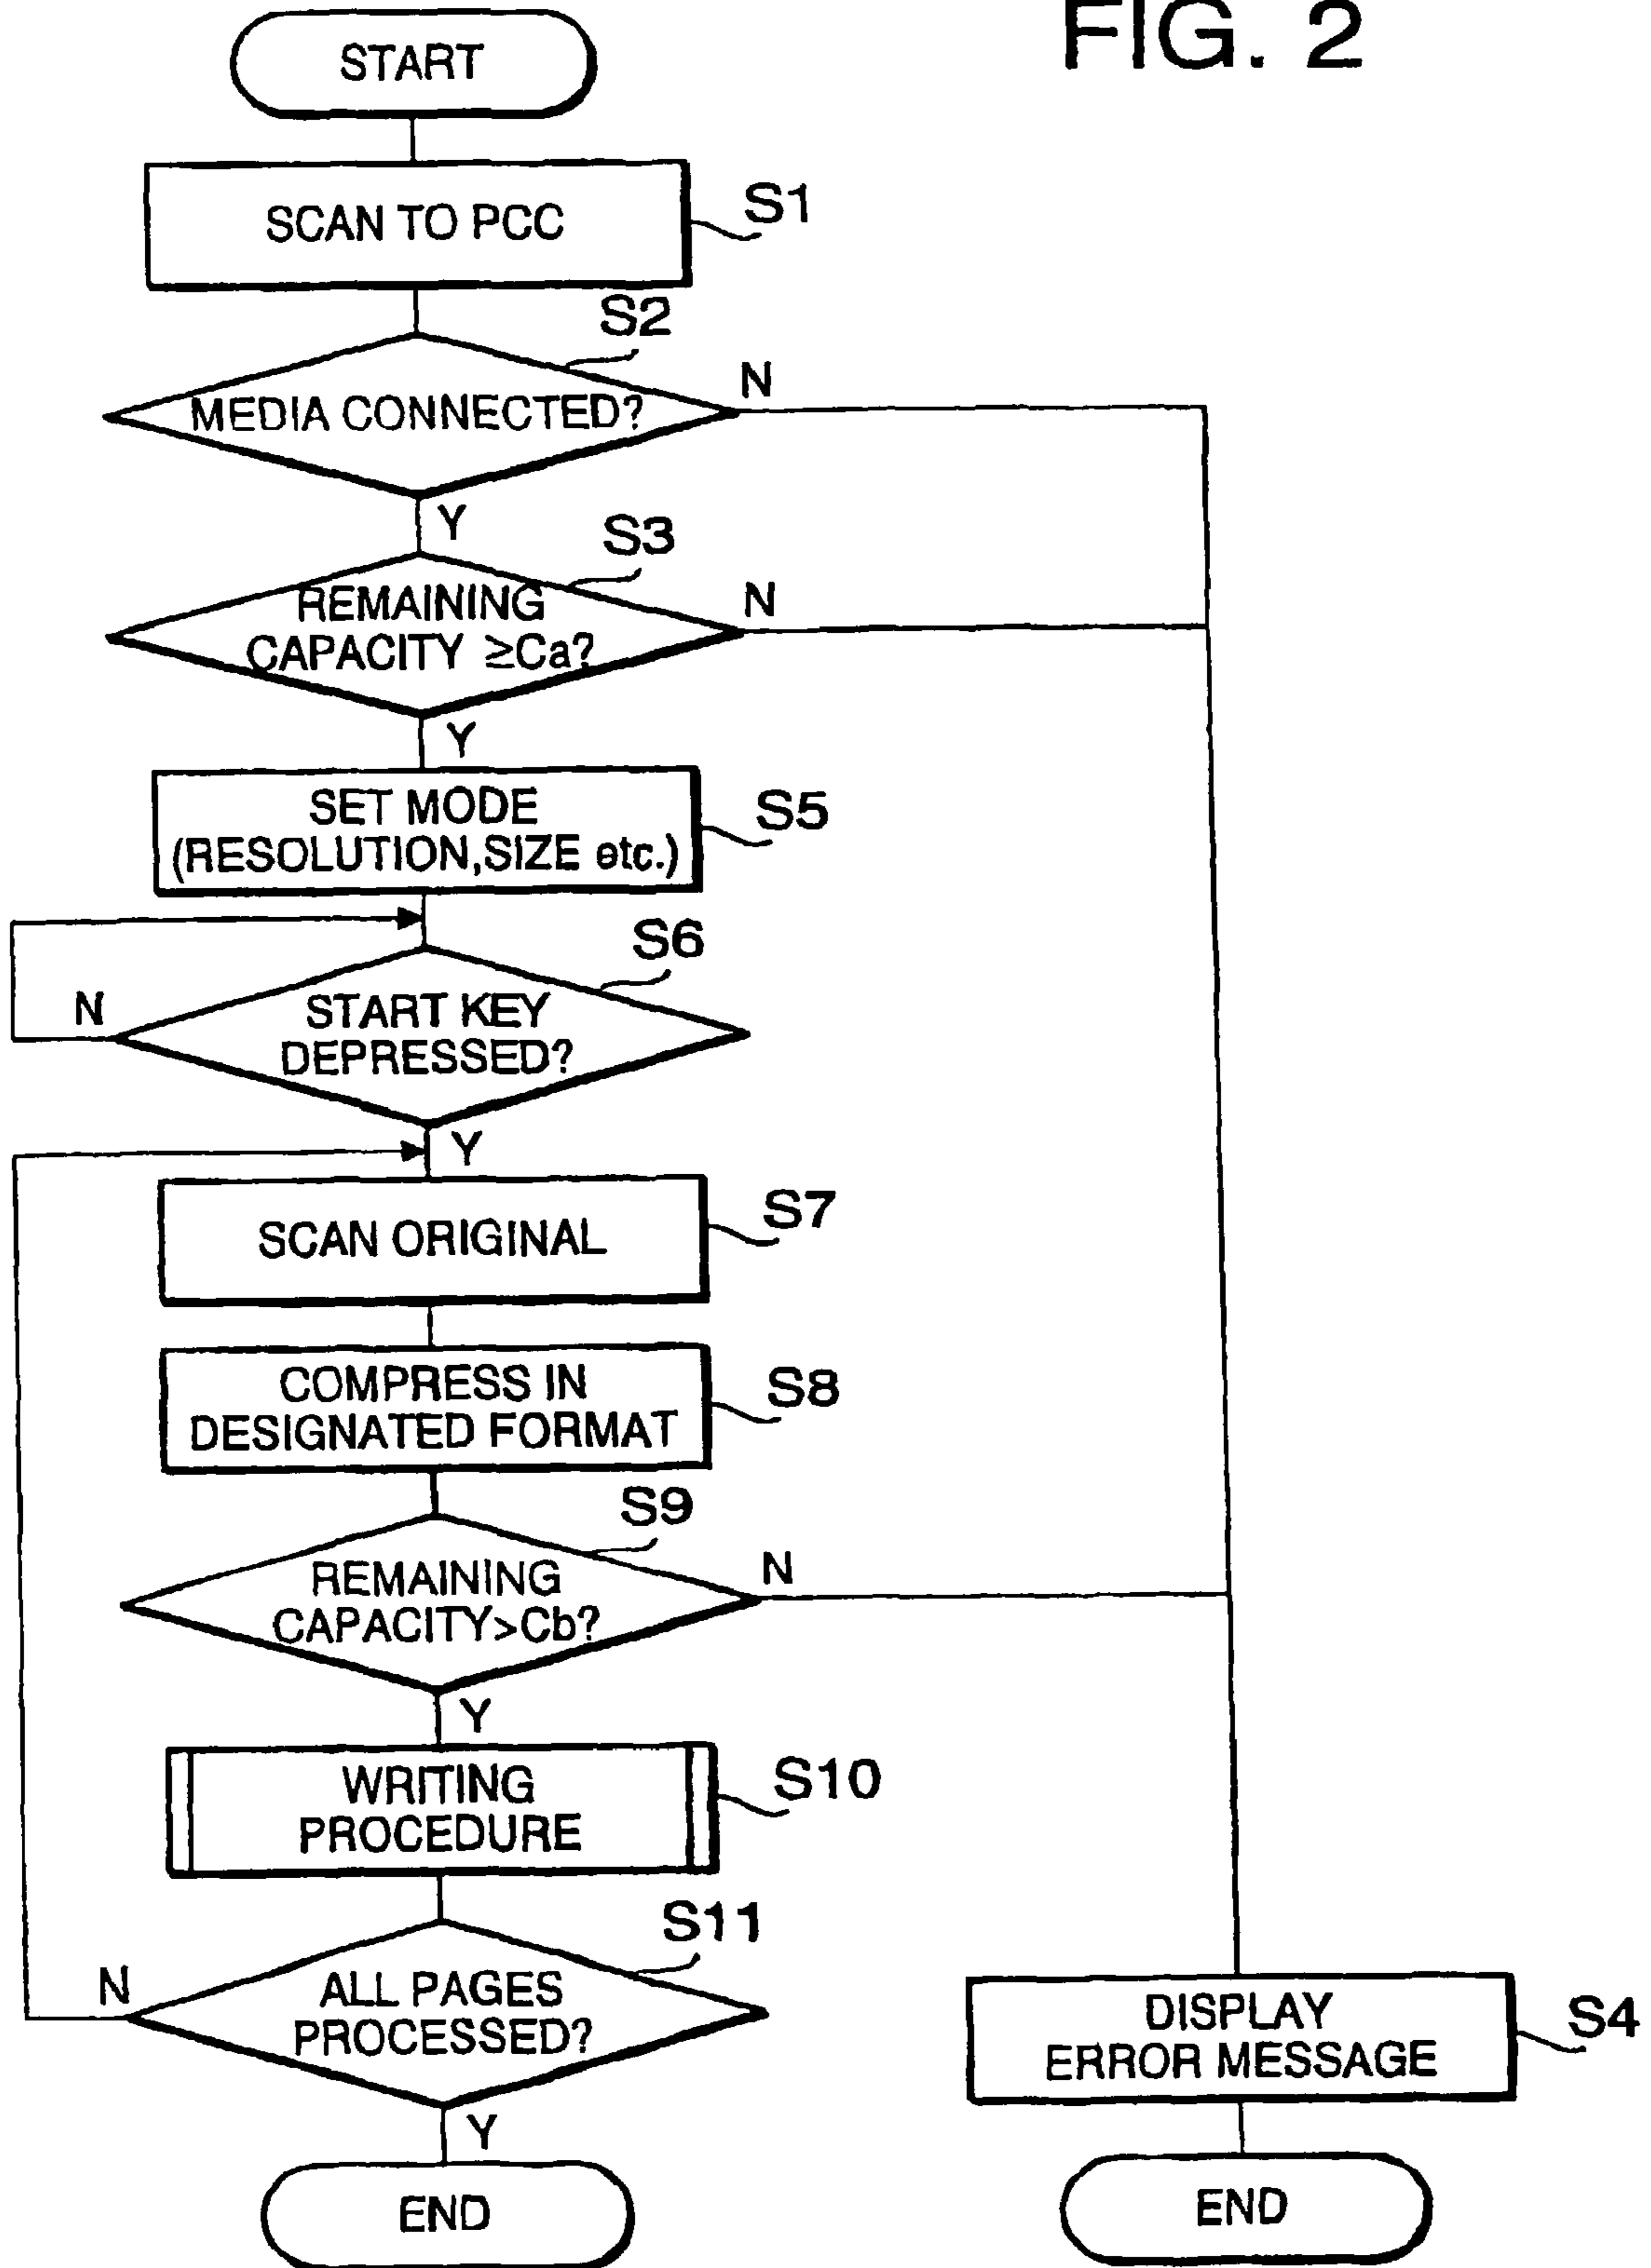 FIG. 2
START
SCAN TO PCC
S1
S2
MEDIA CONNECTED?
N
Y
S3
REMAINING
CAPACITY ≥Ca?
N
Y
SET MODE
(RESOLUTION,SIZE etc.)
S5
S6
START KEY
DEPRESSED?
N
Y
SCAN ORIGINAL
S7
COMPRESS IN
DESIGNATED FORMAT
S8
S9
REMAINING
CAPACITY>Cb?
N
Y
WRITING
PROCEDURE
S10
S11
ALL PAGES
PROCESSED?
N
Y
END
DISPLAY
ERROR MESSAGE
S4
END